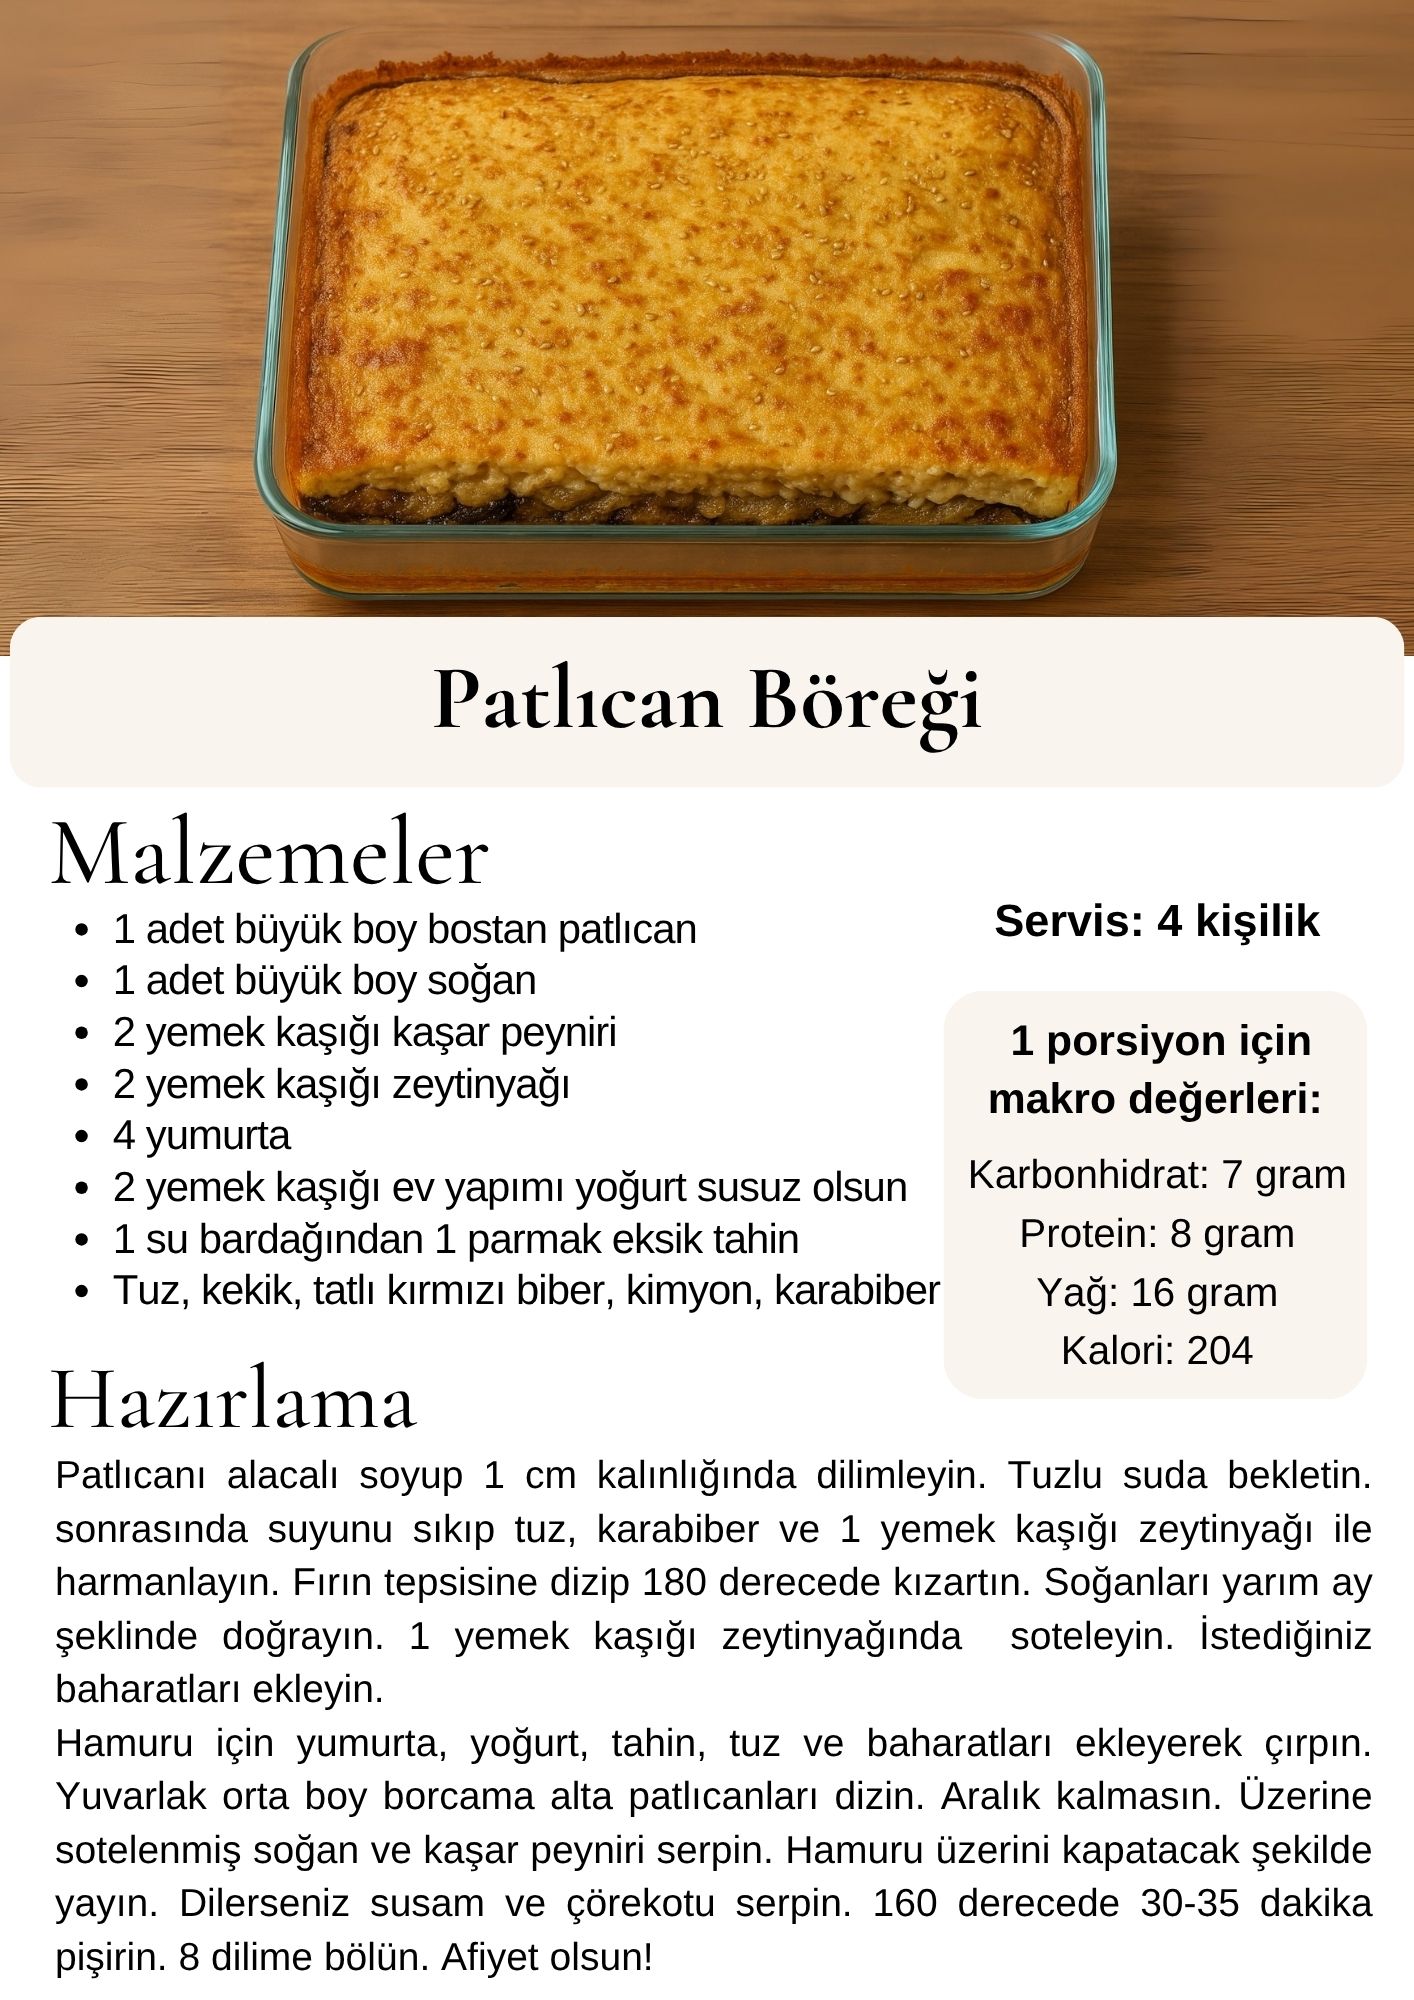 Patlıcan Böreği
Malzemeler
• 1 adet büyük boy bostan patlıcan
• 1 adet büyük boy soğan
• 2 yemek kaşığı kaşar peyniri
• 2 yemek kaşığı zeytinyağı
• 4 yumurta
• 2 yemek kaşığı ev yapımı yoğurt susuz olsun
• 1 su bardağından 1 parmak eksik tahin
• Tuz, kekik, tatlı kırmızı biber, kimyon, karabiber
Servis: 4 kişilik
1 porsiyon için
makro değerleri:
Karbonhidrat: 7 gram
Protein: 8 gram
Yağ: 16 gram
Kalori: 204
Hazırlama
Patlıcanı alacalı soyup 1 cm kalınlığında dilimleyin. Tuzlu suda bekletin.
sonrasında suyunu sıkıp tuz, karabiber ve 1 yemek kaşığı zeytinyağı ile
harmanlayın. Fırın tepsisine dizip 180 derecede kızartın. Soğanları yarım ay
şeklinde doğrayın. 1 yemek kaşığı zeytinyağında soteleyin. İstediğiniz
baharatları ekleyin.
Hamuru için yumurta, yoğurt, tahin, tuz ve baharatları ekleyerek çırpın.
Yuvarlak orta boy borcama alta patlıcanları dizin. Aralık kalmasın. Üzerine
sotelenmiş soğan ve kaşar peyniri serpin. Hamuru üzerini kapatacak şekilde
yayın. Dilerseniz susam ve çörekotu serpin. 160 derecede 30-35 dakika
pişirin. 8 dilime bölün. Afiyet olsun!